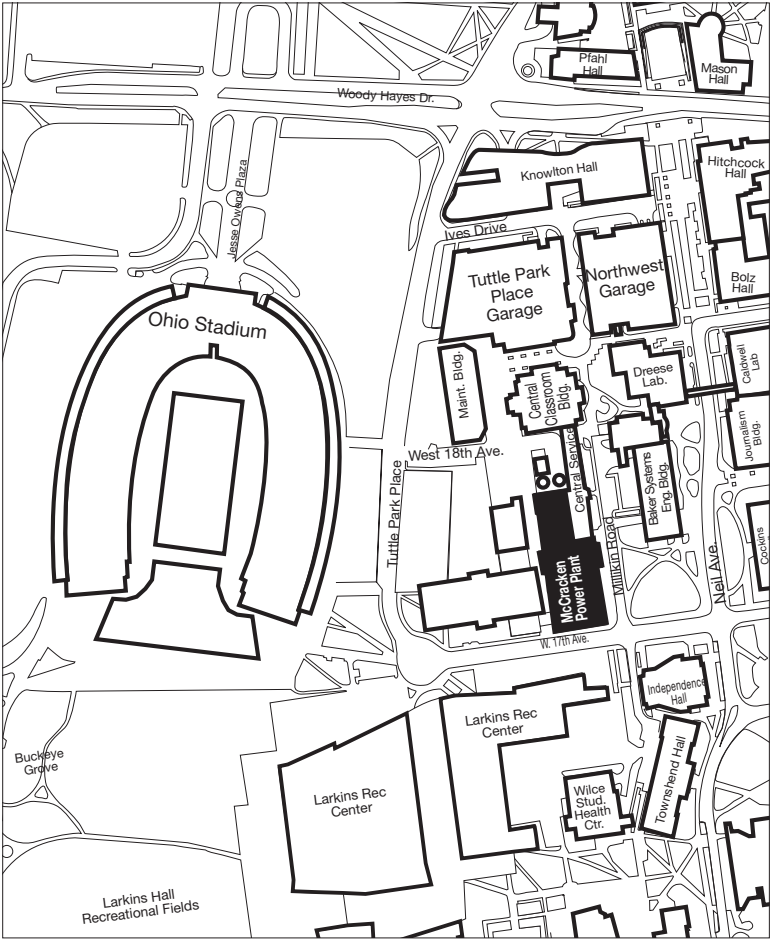 Pfahl
Hall
Mason
Hall
Woody Hayes Dr.
Hitchcock
Hall
Knowlton Hall
Jesse Owens Plaza
Ives Drive
Tuttle Park
Place
Garage
Northwest
Garage
Bolz
Hall
Ohio Stadium
Maint. Bldg.
Central
Classroom
Bldg.
Dreese
Lab.
Caldwell
Lab
Journalism
Bldg.
West 18th Ave.
Central Service
Baker Systems
Eng. Bldg.
Tuttle Park Place
Millikin Road
Neil Ave.
Cockins
McCracken
Power Plant
W. 17th Ave.
Independence
Hall
Larkins Rec
Center
Townshend Hall
Buckeye
Grove
Larkins Rec
Center
Wilce
Stud.
Health
Ctr.
Larkins Hall
Recreational Fields